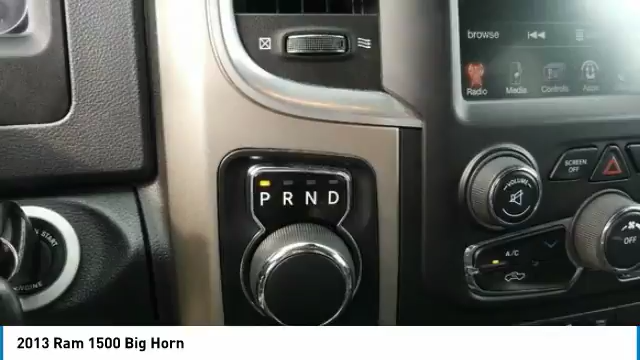 browse
Radio Media Controls Apps
P R N D
VOLUME
SCREEN OFF
OFF
A/C
START
2013 Ram 1500 Big Horn